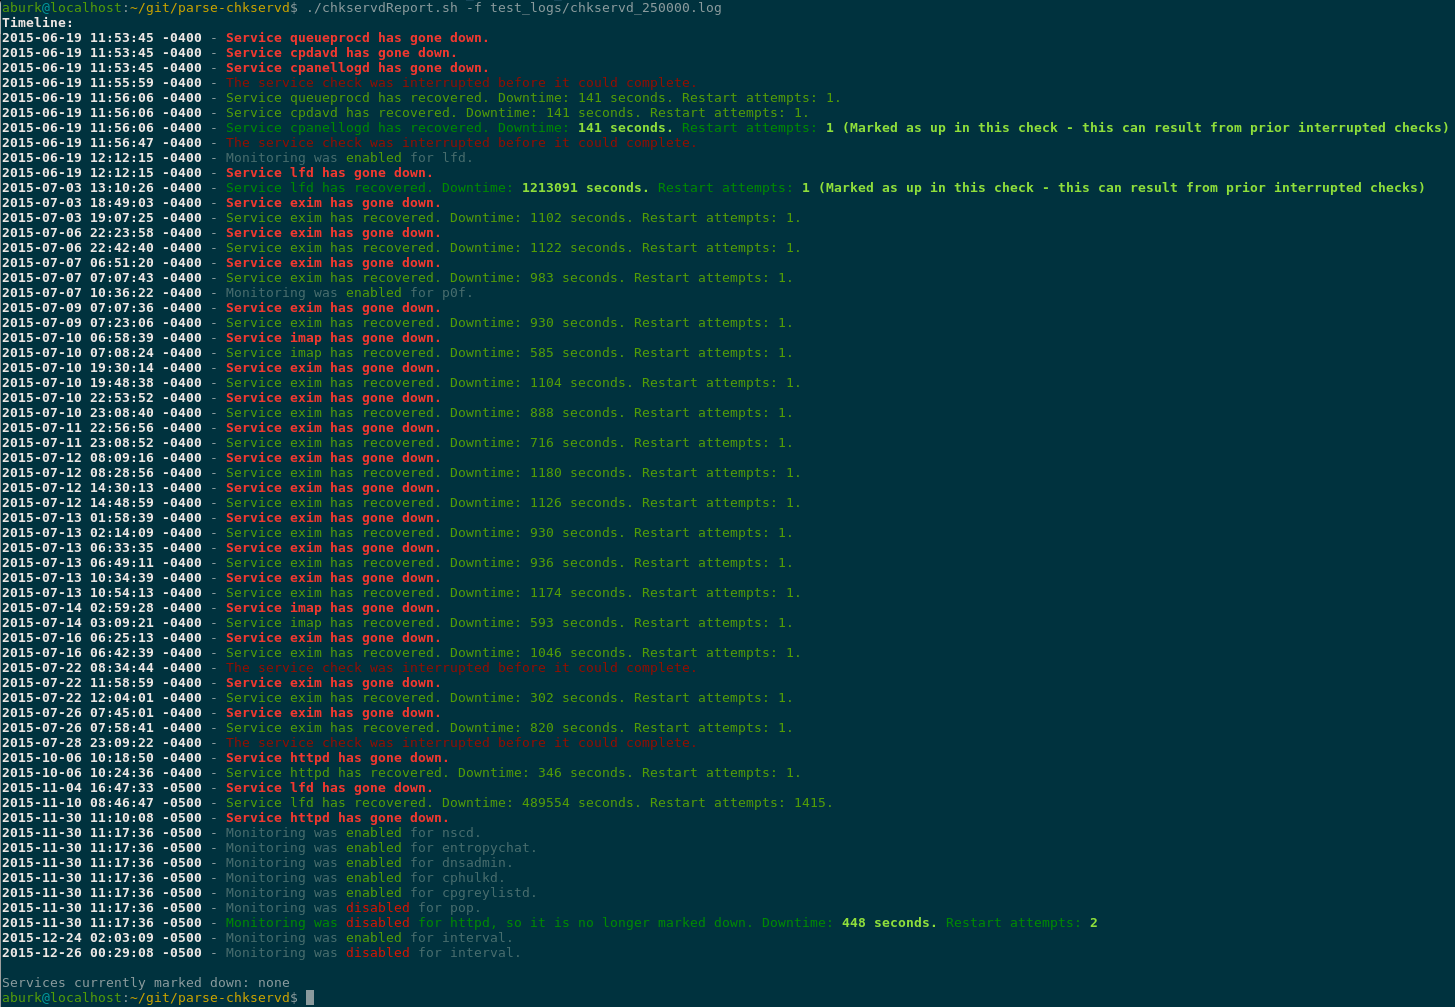 aburk@localhost:~/git/parse-chkservd$ ./chkservdReport.sh -f test_logs/chkservd_250000.log
Timeline:
2015-06-19 11:53:45 -0400 - Service queueprocd has gone down.
2015-06-19 11:53:45 -0400 - Service cpdavd has gone down.
2015-06-19 11:53:45 -0400 - Service cpanellogd has gone down.
2015-06-19 11:55:59 -0400 - The service check was interrupted before it could complete.
2015-06-19 11:56:06 -0400 - Service queueprocd has recovered. Downtime: 141 seconds. Restart attempts: 1.
2015-06-19 11:56:06 -0400 - Service cpdavd has recovered. Downtime: 141 seconds. Restart attempts: 1.
2015-06-19 11:56:06 -0400 - Service cpanellogd has recovered. Downtime: 141 seconds. Restart attempts: 1 (Marked as up in this check - this can result from prior interrupted checks)
2015-06-19 11:56:47 -0400 - The service check was interrupted before it could complete.
2015-06-19 12:12:15 -0400 - Monitoring was enabled for lfd.
2015-06-19 12:12:15 -0400 - Service lfd has gone down.
2015-07-03 13:10:26 -0400 - Service lfd has recovered. Downtime: 1213091 seconds. Restart attempts: 1 (Marked as up in this check - this can result from prior interrupted checks)
2015-07-03 18:49:03 -0400 - Service exim has gone down.
2015-07-03 19:07:25 -0400 - Service exim has recovered. Downtime: 1102 seconds. Restart attempts: 1.
2015-07-06 22:23:58 -0400 - Service exim has gone down.
2015-07-06 22:42:40 -0400 - Service exim has recovered. Downtime: 1122 seconds. Restart attempts: 1.
2015-07-07 06:51:20 -0400 - Service exim has gone down.
2015-07-07 07:07:43 -0400 - Service exim has recovered. Downtime: 983 seconds. Restart attempts: 1.
2015-07-07 10:36:22 -0400 - Monitoring was enabled for p0f.
2015-07-09 07:07:36 -0400 - Service exim has gone down.
2015-07-09 07:23:06 -0400 - Service exim has recovered. Downtime: 930 seconds. Restart attempts: 1.
2015-07-10 06:58:39 -0400 - Service imap has gone down.
2015-07-10 07:08:24 -0400 - Service imap has recovered. Downtime: 585 seconds. Restart attempts: 1.
2015-07-10 19:30:14 -0400 - Service exim has gone down.
2015-07-10 19:48:38 -0400 - Service exim has recovered. Downtime: 1104 seconds. Restart attempts: 1.
2015-07-10 22:53:52 -0400 - Service exim has gone down.
2015-07-10 23:08:40 -0400 - Service exim has recovered. Downtime: 888 seconds. Restart attempts: 1.
2015-07-11 22:56:56 -0400 - Service exim has gone down.
2015-07-11 23:08:52 -0400 - Service exim has recovered. Downtime: 716 seconds. Restart attempts: 1.
2015-07-12 08:09:16 -0400 - Service exim has gone down.
2015-07-12 08:28:56 -0400 - Service exim has recovered. Downtime: 1180 seconds. Restart attempts: 1.
2015-07-12 14:30:13 -0400 - Service exim has gone down.
2015-07-12 14:48:59 -0400 - Service exim has recovered. Downtime: 1126 seconds. Restart attempts: 1.
2015-07-13 01:58:39 -0400 - Service exim has gone down.
2015-07-13 02:14:09 -0400 - Service exim has recovered. Downtime: 930 seconds. Restart attempts: 1.
2015-07-13 06:33:35 -0400 - Service exim has gone down.
2015-07-13 06:49:11 -0400 - Service exim has recovered. Downtime: 936 seconds. Restart attempts: 1.
2015-07-13 10:34:39 -0400 - Service exim has gone down.
2015-07-13 10:54:13 -0400 - Service exim has recovered. Downtime: 1174 seconds. Restart attempts: 1.
2015-07-14 02:59:28 -0400 - Service imap has gone down.
2015-07-14 03:09:21 -0400 - Service imap has recovered. Downtime: 593 seconds. Restart attempts: 1.
2015-07-16 06:25:13 -0400 - Service exim has gone down.
2015-07-16 06:42:39 -0400 - Service exim has recovered. Downtime: 1046 seconds. Restart attempts: 1.
2015-07-22 08:34:44 -0400 - The service check was interrupted before it could complete.
2015-07-22 11:58:59 -0400 - Service exim has gone down.
2015-07-22 12:04:01 -0400 - Service exim has recovered. Downtime: 302 seconds. Restart attempts: 1.
2015-07-26 07:45:01 -0400 - Service exim has gone down.
2015-07-26 07:58:41 -0400 - Service exim has recovered. Downtime: 820 seconds. Restart attempts: 1.
2015-07-28 23:09:22 -0400 - The service check was interrupted before it could complete.
2015-10-06 10:18:50 -0400 - Service httpd has gone down.
2015-10-06 10:24:36 -0400 - Service httpd has recovered. Downtime: 346 seconds. Restart attempts: 1.
2015-11-04 16:47:33 -0500 - Service lfd has gone down.
2015-11-10 08:46:47 -0500 - Service lfd has recovered. Downtime: 489554 seconds. Restart attempts: 1415.
2015-11-30 11:10:08 -0500 - Service httpd has gone down.
2015-11-30 11:17:36 -0500 - Monitoring was enabled for nscd.
2015-11-30 11:17:36 -0500 - Monitoring was enabled for entropychat.
2015-11-30 11:17:36 -0500 - Monitoring was enabled for dnsadmin.
2015-11-30 11:17:36 -0500 - Monitoring was enabled for cphulkd.
2015-11-30 11:17:36 -0500 - Monitoring was enabled for cpgreylistd.
2015-11-30 11:17:36 -0500 - Monitoring was disabled for pop.
2015-11-30 11:17:36 -0500 - Monitoring was disabled for httpd, so it is no longer marked down. Downtime: 448 seconds. Restart attempts: 2
2015-12-24 02:03:09 -0500 - Monitoring was enabled for interval.
2015-12-26 00:29:08 -0500 - Monitoring was disabled for interval.
Services currently marked down: none
aburk@localhost:~/git/parse-chkservd$